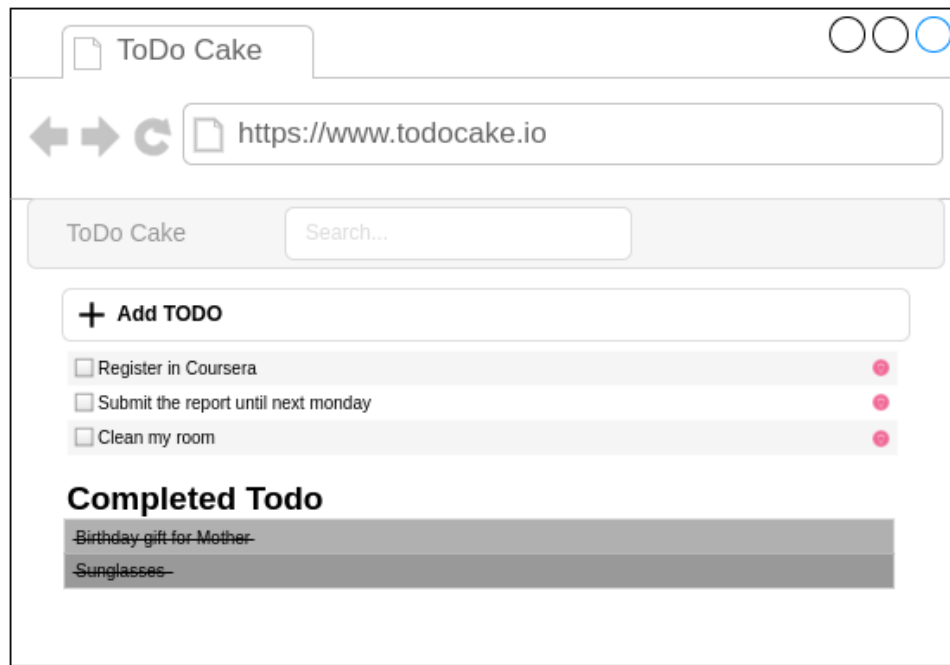 ToDo Cake
https://www.todocake.io
ToDo Cake
Search...
Add TODO
Register in Coursera
Submit the report until next monday
Clean my room
Completed Todo
Birthday gift for Mother
Sunglasses